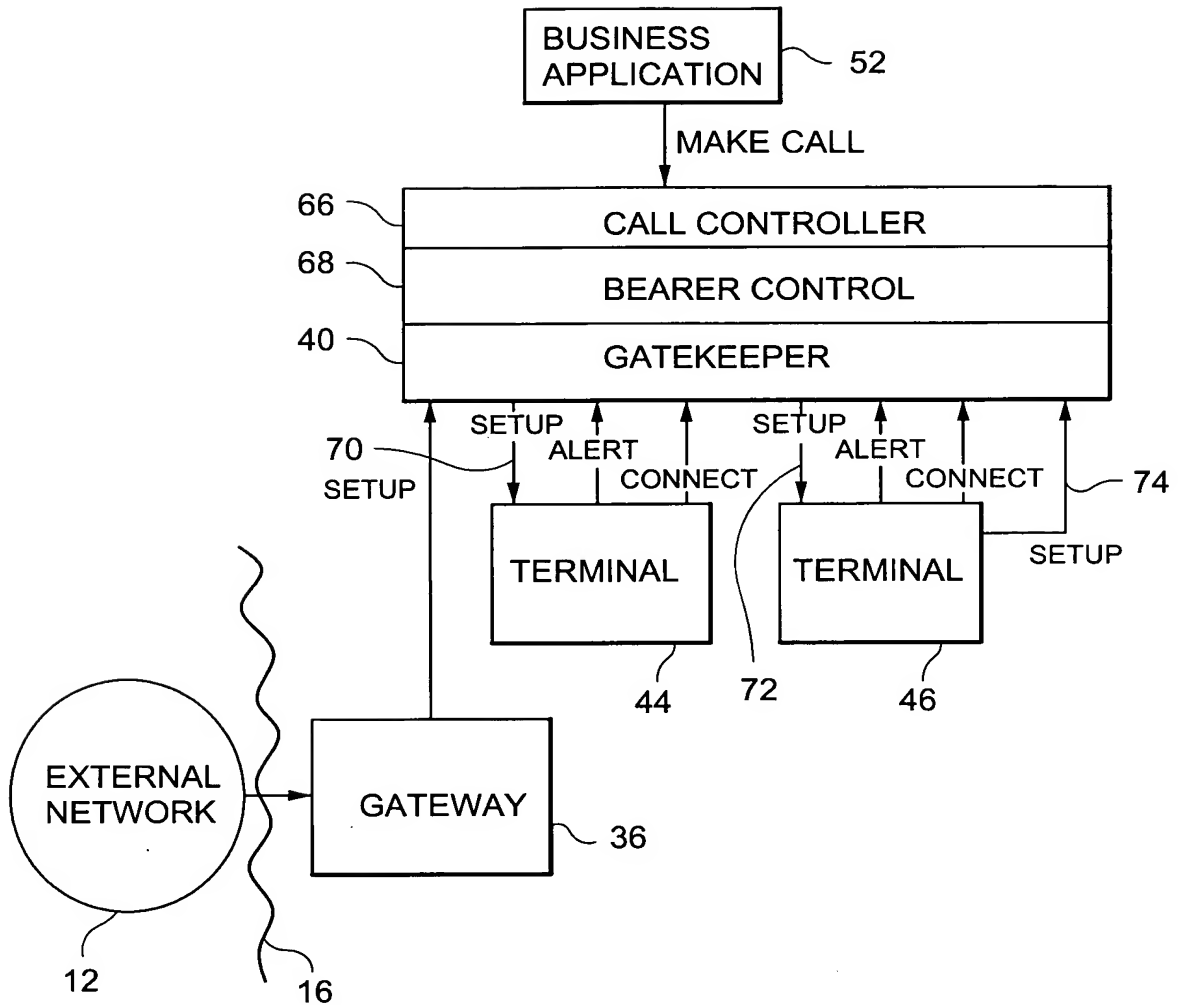 BUSINESS
APPLICATION
52
MAKE CALL
66
CALL CONTROLLER
68
BEARER CONTROL
40
GATEKEEPER
SETUP
ALERT
CONNECT
SETUP
ALERT
CONNECT
70
SETUP
74
SETUP
TERMINAL
TERMINAL
44
72
46
EXTERNAL
NETWORK
GATEWAY
36
12
16